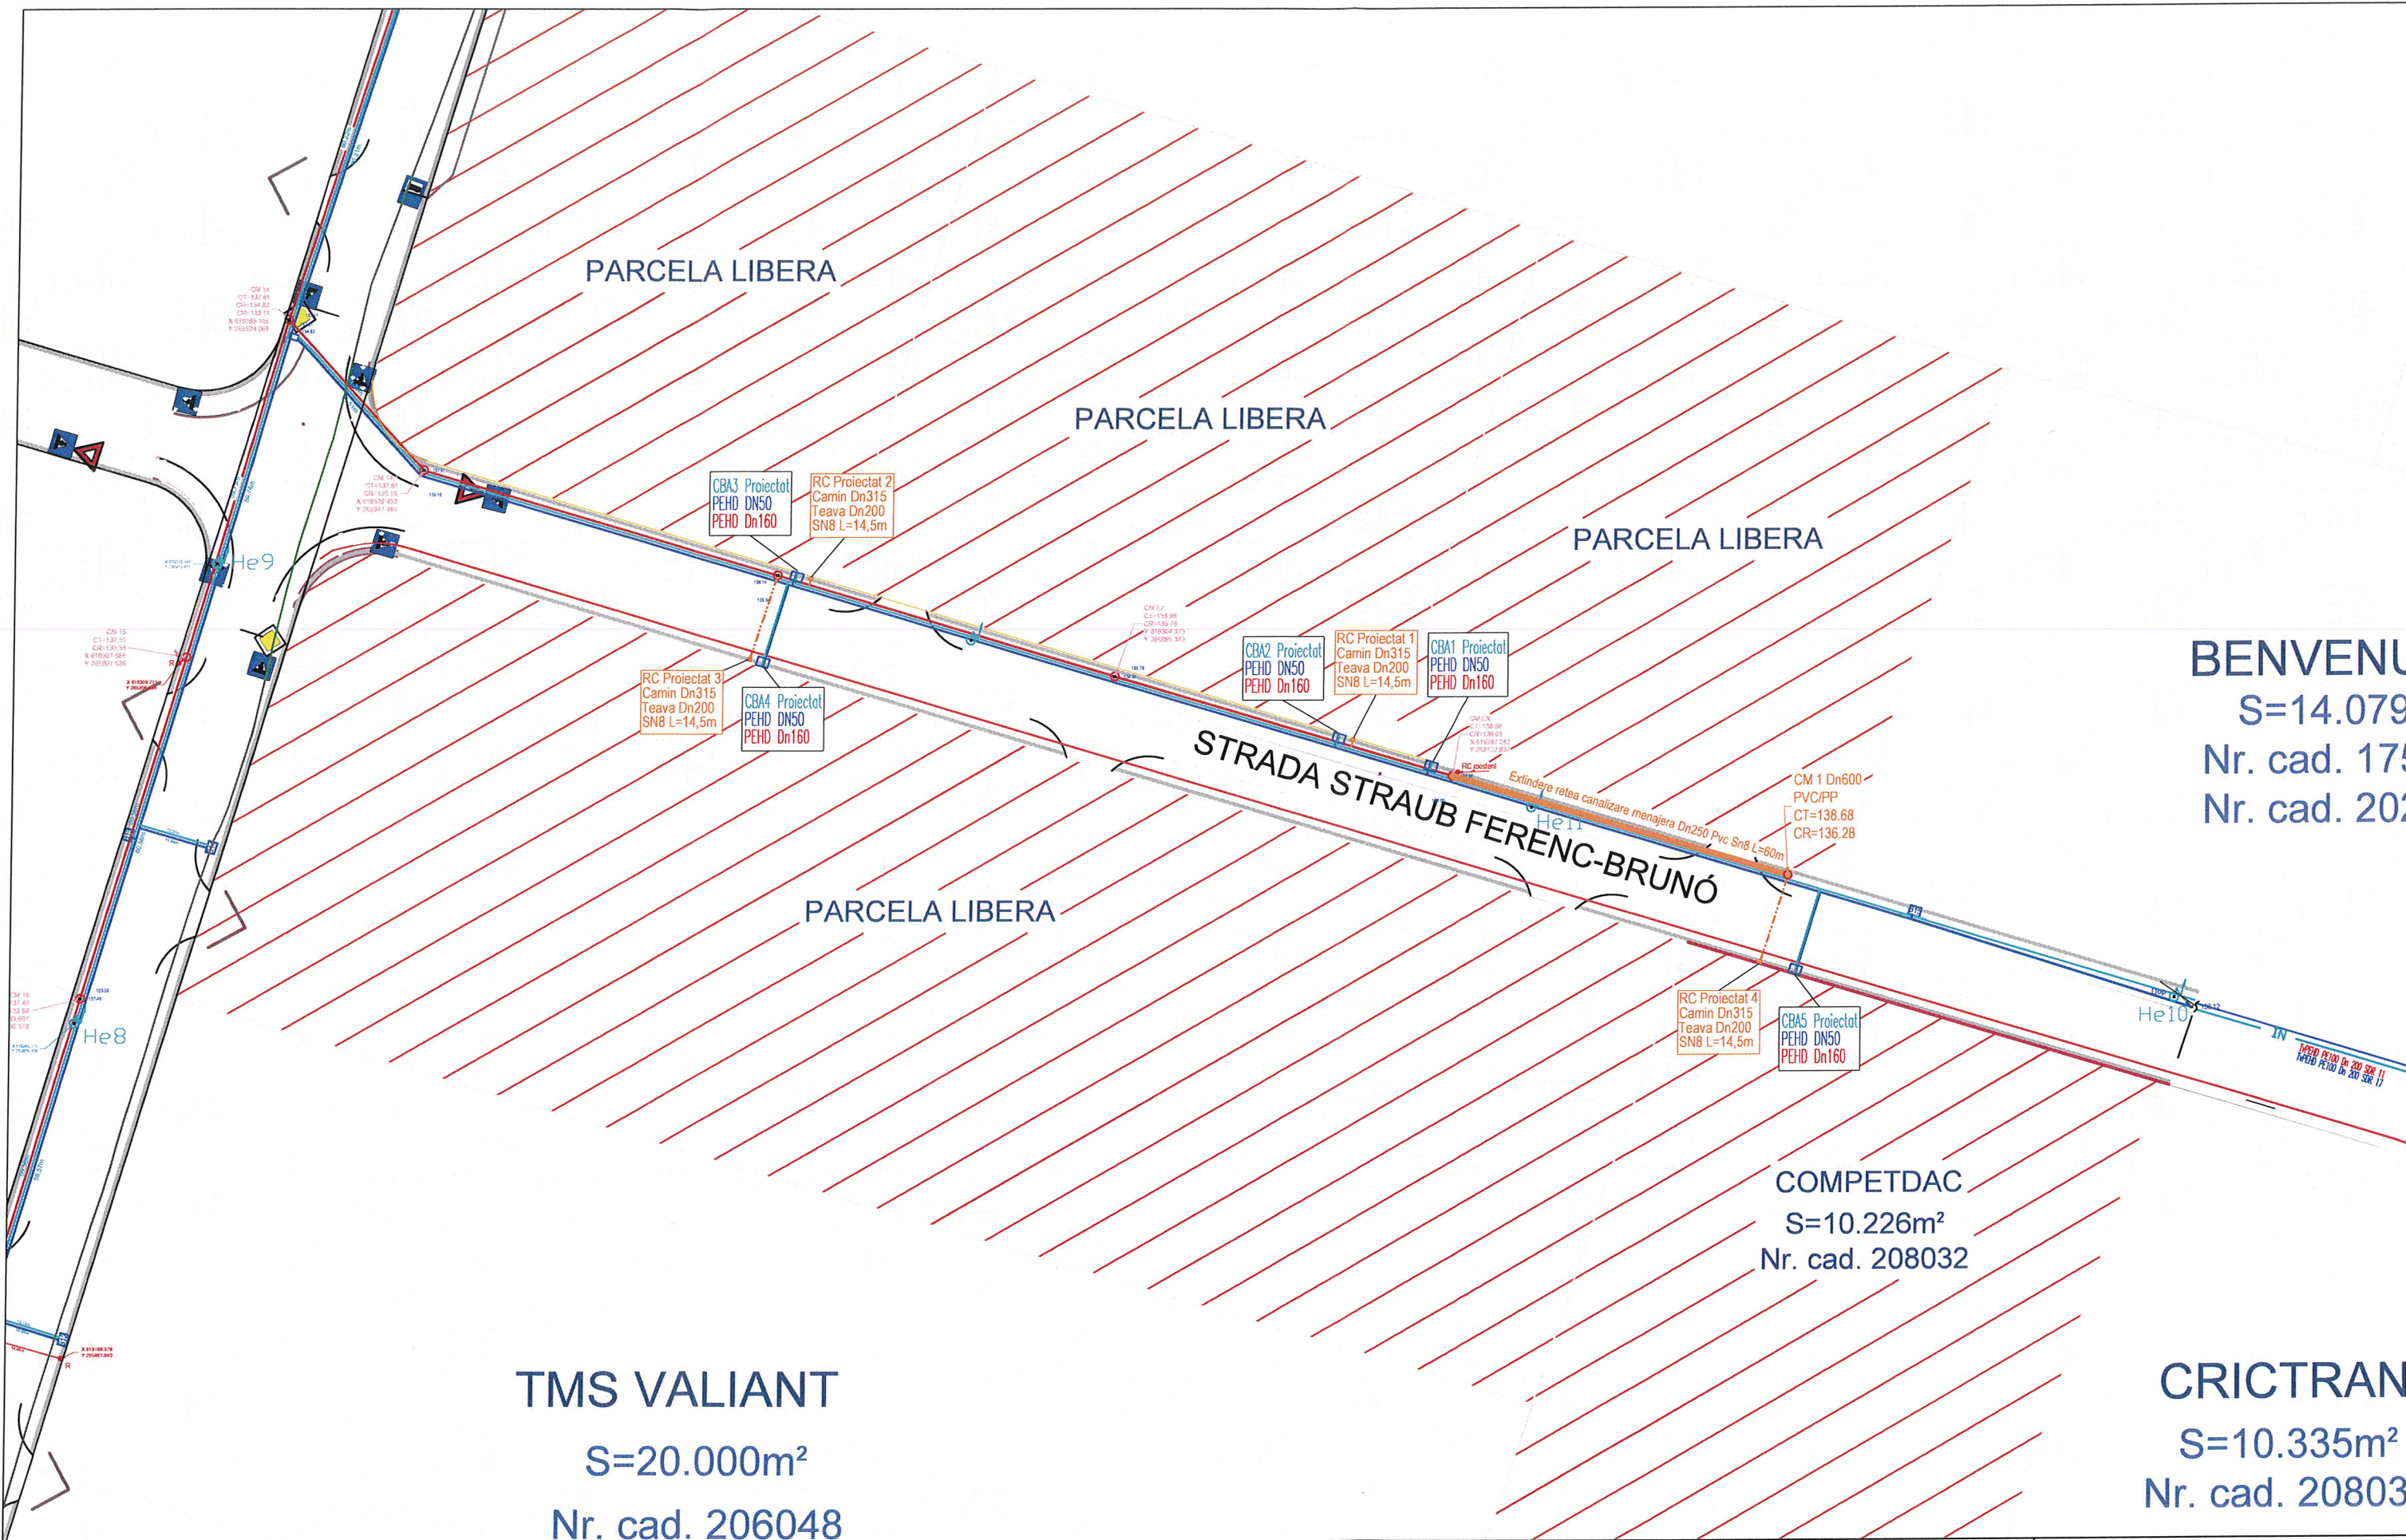 PARCELA LIBERA
PARCELA LIBERA
PARCELA LIBERA
CBA3 Proiectat
PEHD DN50
PEHD Dn160
RC Proiectat 2
Camin Dn315
Teava Dn200
SN8 L=14,5m
He9
RC Proiectat 3
Camin Dn315
Teava Dn200
SN8 L=14,5m
CBA4 Proiectat
PEHD DN50
PEHD Dn160
CBA2 Proiectat
PEHD DN50
PEHD Dn160
RC Proiectat 1
Camin Dn315
Teava Dn200
SN8 L=14,5m
CBA1 Proiectat
PEHD DN50
PEHD Dn160
BENVENU
S=14.079
Nr. cad. 175
Nr. cad. 202
STRADA STRAUB FERENC-BRUNÓ
RC existent
Extindere retea canalizare menajera Dn250 Pvc Sn8 L=60m
He11
CM 1 Dn600
PVC/PP
CT=138.68
CR=136.28
PARCELA LIBERA
He8
RC Proiectat 4
Camin Dn315
Teava Dn200
SN8 L=14,5m
CBA5 Proiectat
PEHD DN50
PEHD Dn160
He10
IN
COMPETDAC
S=10.226m²
Nr. cad. 208032
TMS VALIANT
S=20.000m²
Nr. cad. 206048
CRICTRAN
S=10.335m²
Nr. cad. 20803